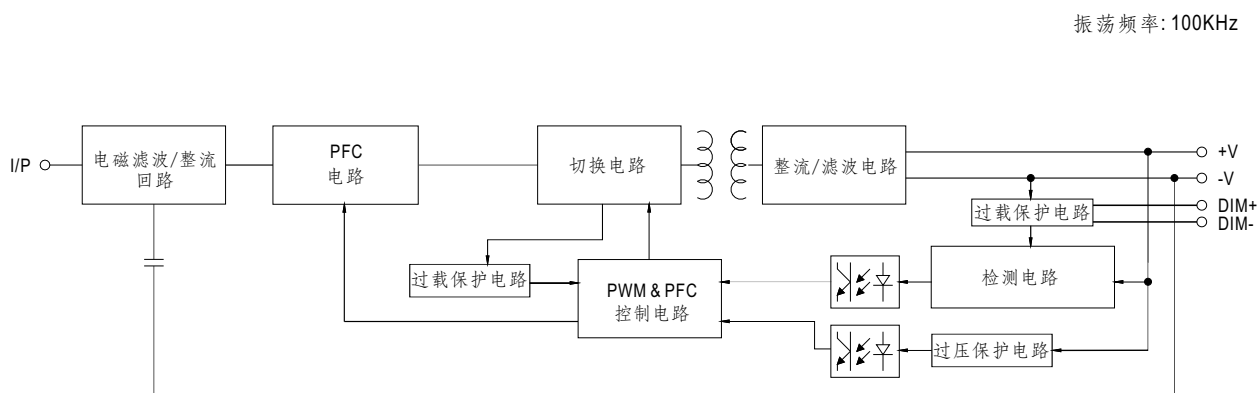 振荡频率: 100KHz
I/P
电磁滤波/整流
回路
PFC
电路
切换电路
整流/滤波电路
+V
-V
DIM+
DIM-
过载保护电路
过载保护电路
PWM & PFC
控制电路
检测电路
过压保护电路